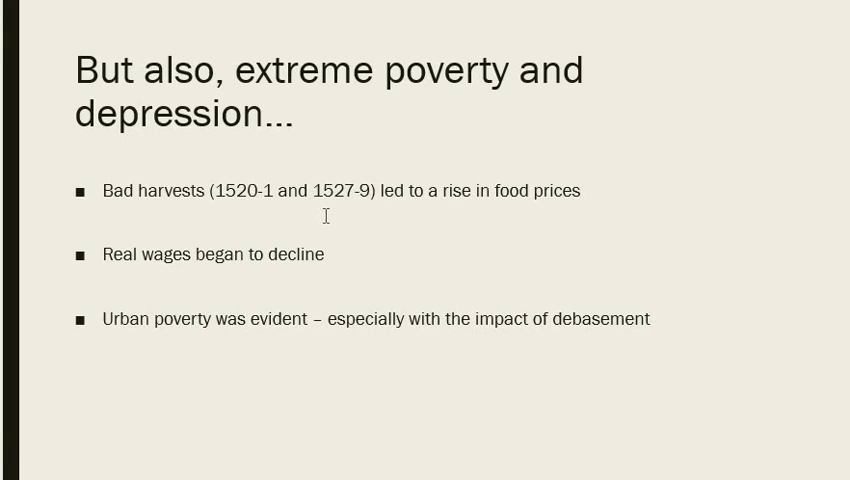 But also, extreme poverty and
depression...
▪ Bad harvests (1520-1 and 1527-9) led to a rise in food prices
▪ Real wages began to decline
▪ Urban poverty was evident – especially with the impact of debasement